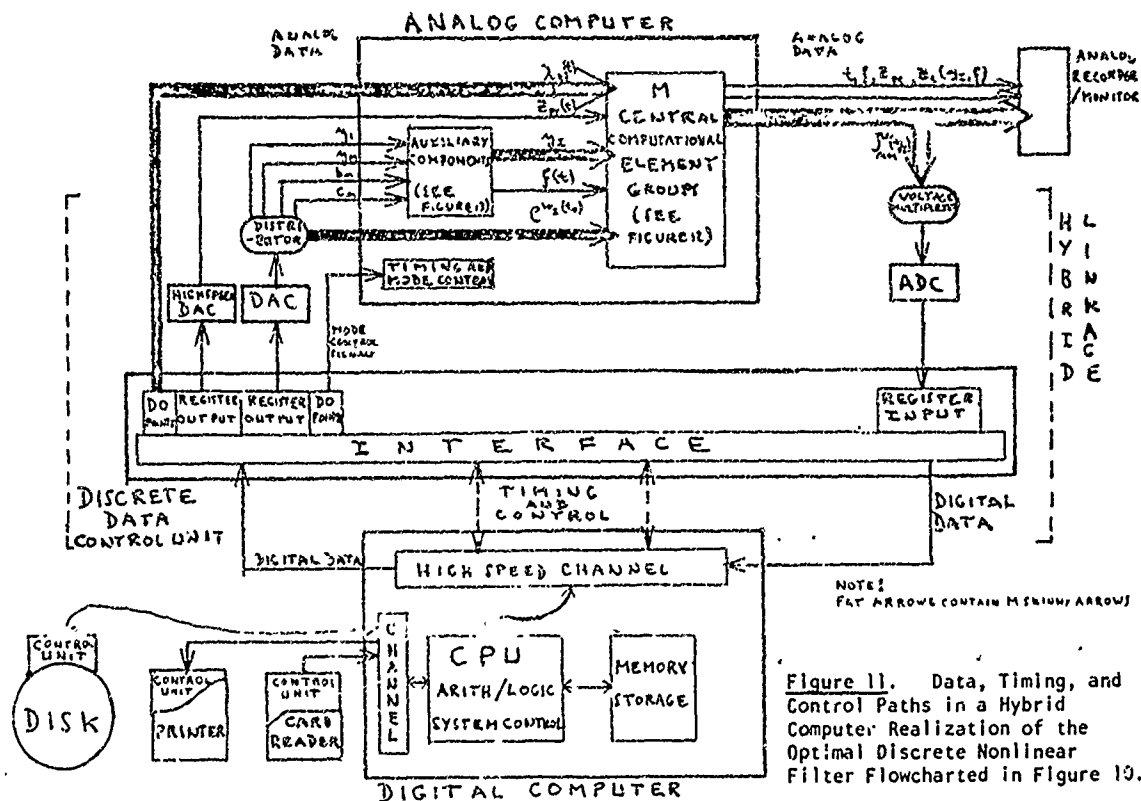 ANALOG COMPUTER
ANALOG
DATA
ANALOG
DATA
ANALOG
RECORDER
/MONITOR
M
CENTRAL
COMPUTATIONAL
ELEMENT
GROUPS
(SEE
FIGURE 12)
AUXILIARY
COMPONENTS
(SEE
FIGURE 13)
f(t)
TIMING AND
MODE CONTROL
DISTRI-
BUTOR
HIGH SPEED
DAC
DAC
MODE
CONTROL
SIGNALS
VOLTAGE
ADC
HYBRID
LINKAGE
DO
POINTS
REGISTER
OUTPUT
REGISTER
OUTPUT
DO
POINTS
REGISTER
INPUT
INTERFACE
DISCRETE
DATA
CONTROL UNIT
TIMING
AND
CONTROL
DIGITAL
DATA
DIGITAL DATA
HIGH SPEED CHANNEL
NOTE:
FAT ARROWS CONTAIN M SKINNY ARROWS
CONTROL
UNIT
DISK
CONTROL
UNIT
PRINTER
CONTROL
UNIT
CARD
READER
CHANNEL
CPU
ARITH/LOGIC
SYSTEM CONTROL
MEMORY
STORAGE
DIGITAL COMPUTER
Figure 11. Data, Timing, and
Control Paths in a Hybrid
Computer Realization of the
Optimal Discrete Nonlinear
Filter Flowcharted in Figure 10.